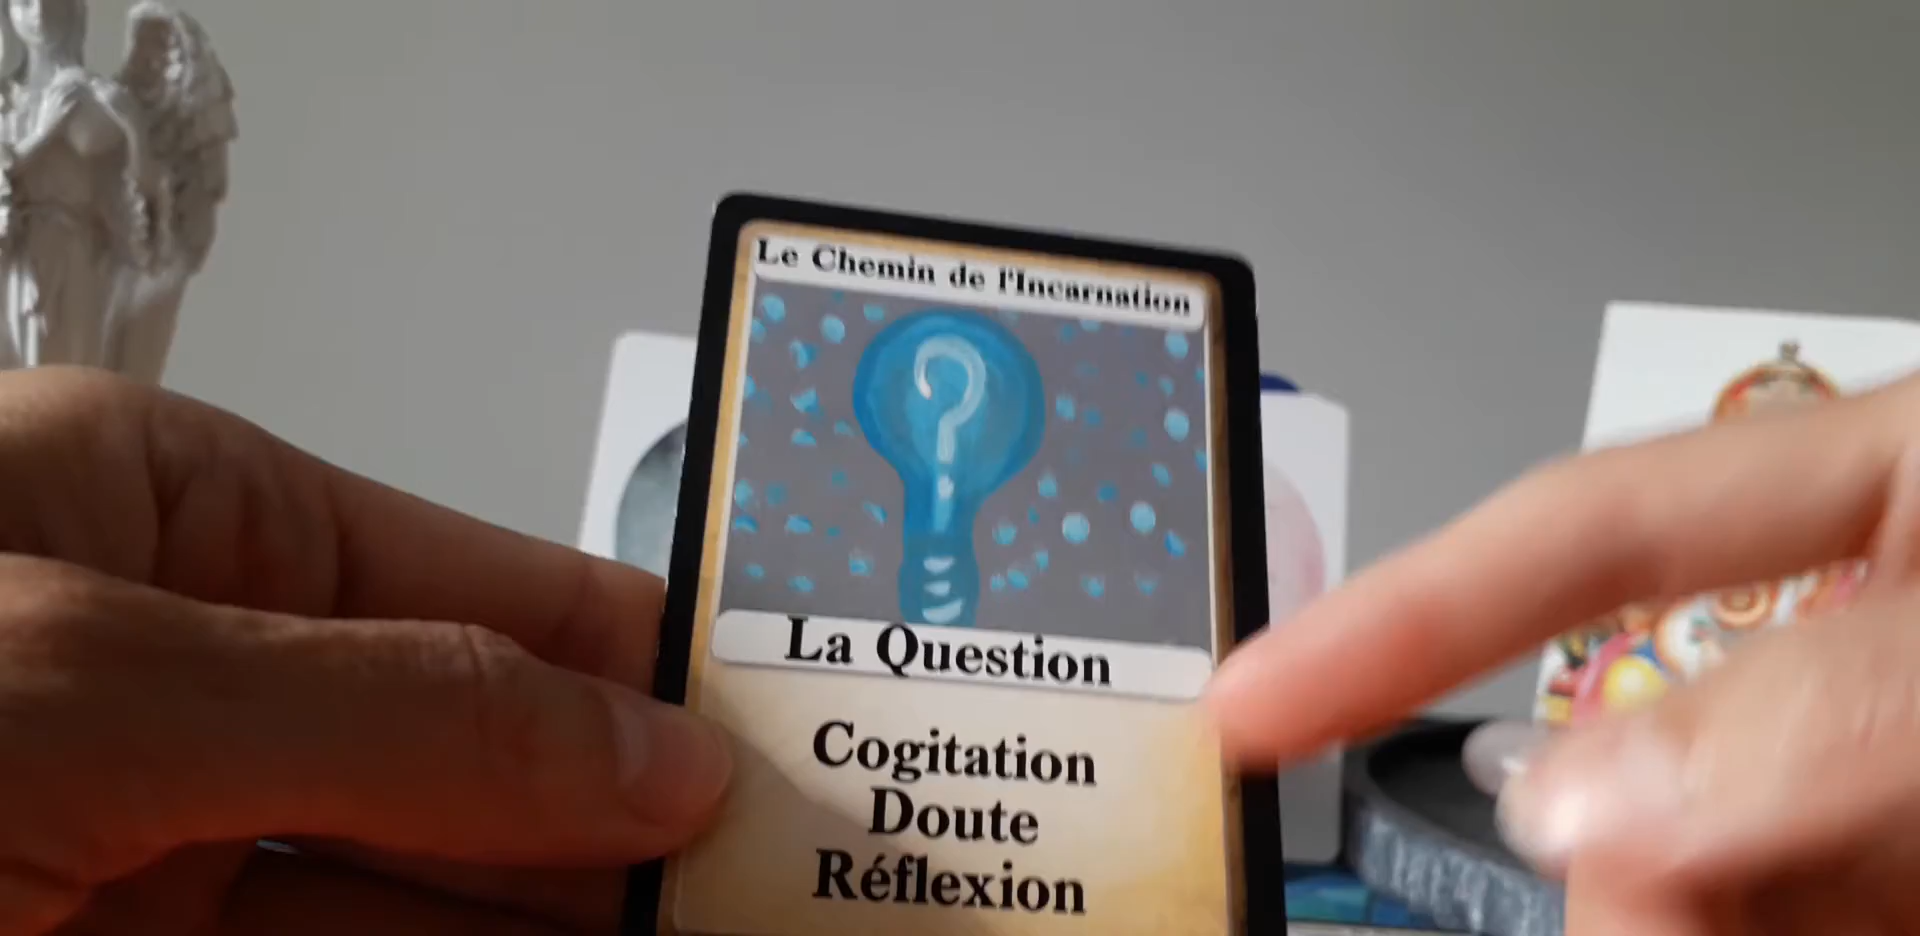 Le Chemin de l'Incarnation
La Question
Cogitation
Doute
Réflexion